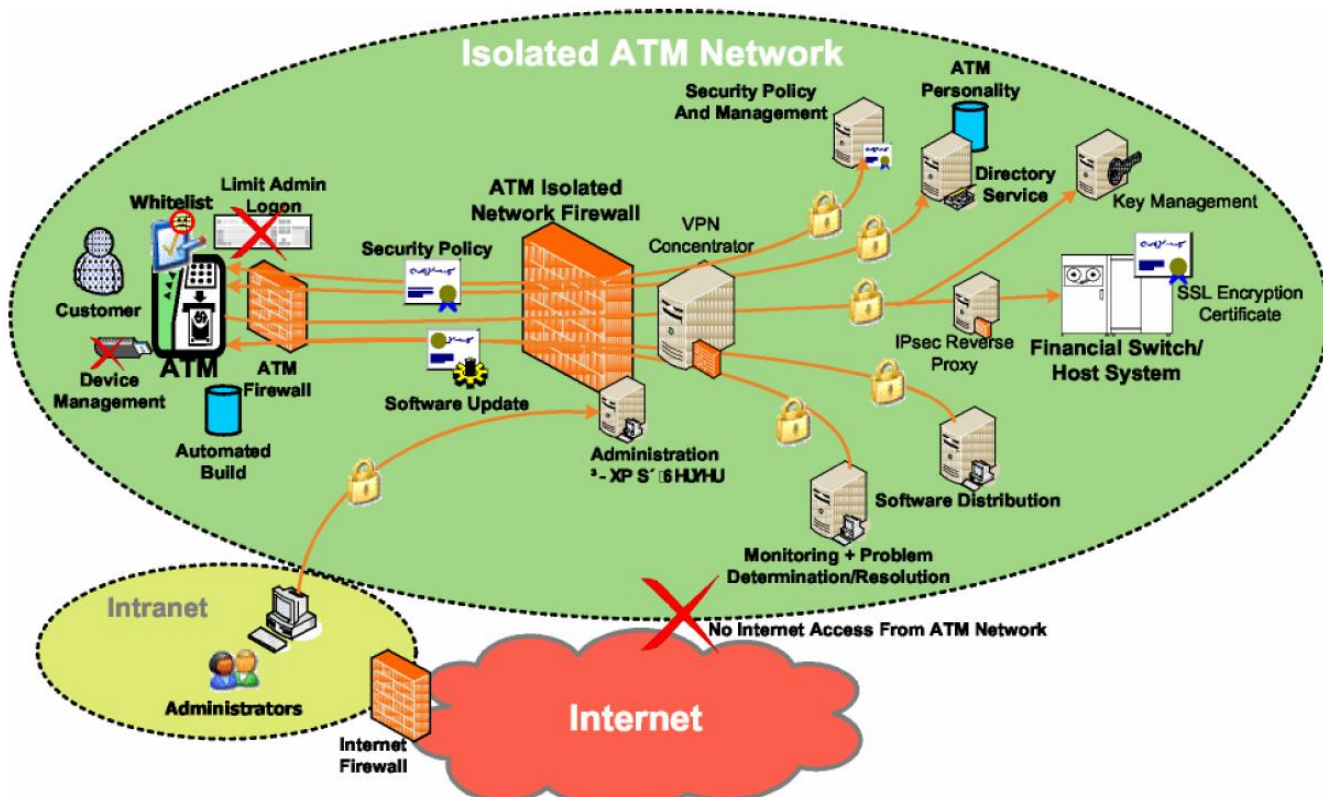 Isolated ATM Network
Security Policy
And Management
ATM
Personality
Directory
Service
Key Management
Whitelist
Limit Admin
Logon
ATM Isolated
Network Firewall
VPN
Concentrator
Security Policy
Customer
ATM
Device
Management
ATM
Firewall
Automated
Build
Software Update
SSL Encryption
Certificate
IPsec Reverse
Proxy
Financial Switch/
Host System
Administration
Software Distribution
Monitoring + Problem
Determination/Resolution
Intranet
Administrators
No Internet Access From ATM Network
Internet
Internet
Firewall